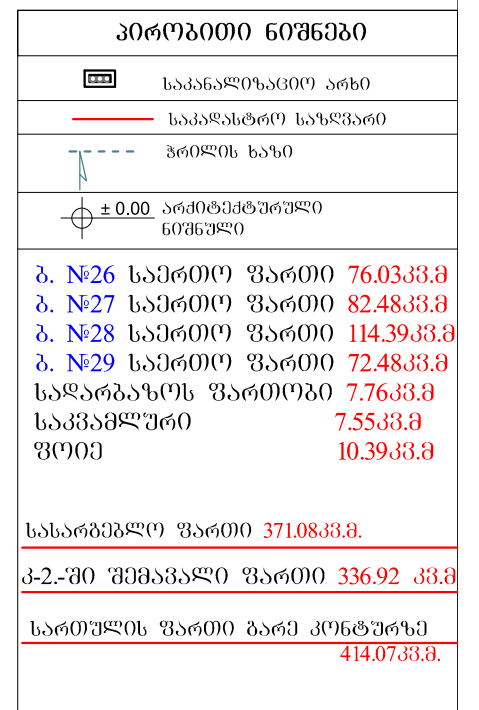 პირობითი ნიშნები
საკანალიზაციო არხი
საკადასტრო საზღვარი
ჭრილის ხაზი
± 0.00 არქიტექტურული
ნიშნული
ბ. №26 საერთო ფართი 76.03კვ.მ
ბ. №27 საერთო ფართი 82.48კვ.მ
ბ. №28 საერთო ფართი 114.39კვ.მ
ბ. №29 საერთო ფართი 72.48კვ.მ
სადარბაზოს ფართობი 7.76კვ.მ
საკვამლური 7.55კვ.მ
ფოიე 10.39კვ.მ
სასარგებლო ფართი 371.08კვ.მ.
კ-2.-ში შემავალი ფართი 336.92 კვ.მ
სართულის ფართი გარე კონტურზე
414.07კვ.მ.